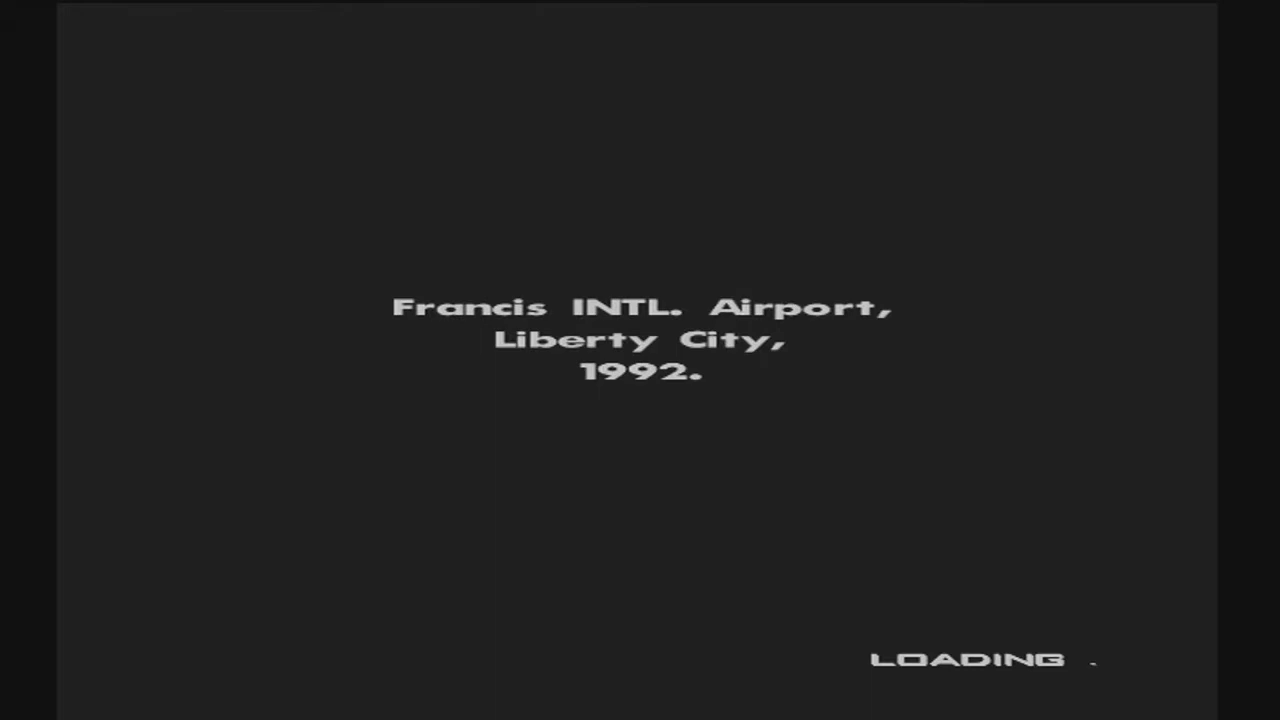 Francis INTL. Airport,
Liberty City,
1992.
LOADING .